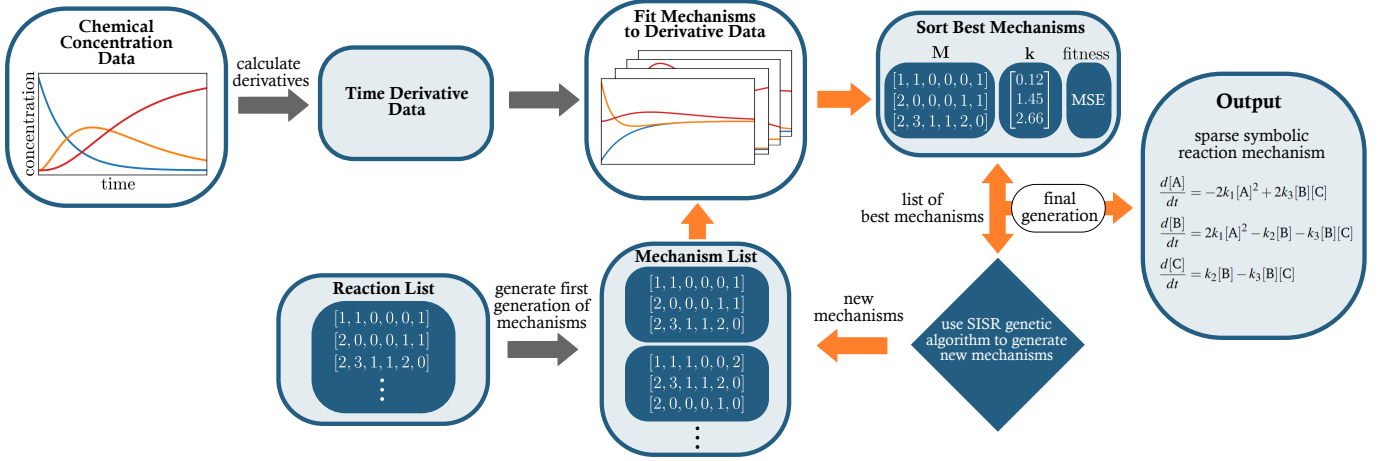 Chemical
Concentration
Data
concentration
time
calculate
derivatives
Time Derivative
Data
Fit Mechanisms
to Derivative Data
Sort Best Mechanisms
M
k
fitness
[1, 1, 0, 0, 0, 1]
[2, 0, 0, 0, 1, 1]
[2, 3, 1, 1, 2, 0]
0.12
1.45
2.66
MSE
list of
best mechanisms
final
generation
Output
sparse symbolic
reaction mechanism
d[A]/dt = −2k₁[A]² + 2k₃[B][C]
d[B]/dt = 2k₁[A]² − k₂[B] − k₃[B][C]
d[C]/dt = k₂[B] − k₃[B][C]
Reaction List
[1, 1, 0, 0, 0, 1]
[2, 0, 0, 0, 1, 1]
[2, 3, 1, 1, 2, 0]
generate first
generation of
mechanisms
Mechanism List
[1, 1, 0, 0, 0, 1]
[2, 0, 0, 0, 1, 1]
[2, 3, 1, 1, 2, 0]
[1, 1, 1, 0, 0, 2]
[2, 3, 1, 1, 2, 0]
[2, 0, 0, 0, 1, 0]
new
mechanisms
use SISR genetic
algorithm to generate
new mechanisms